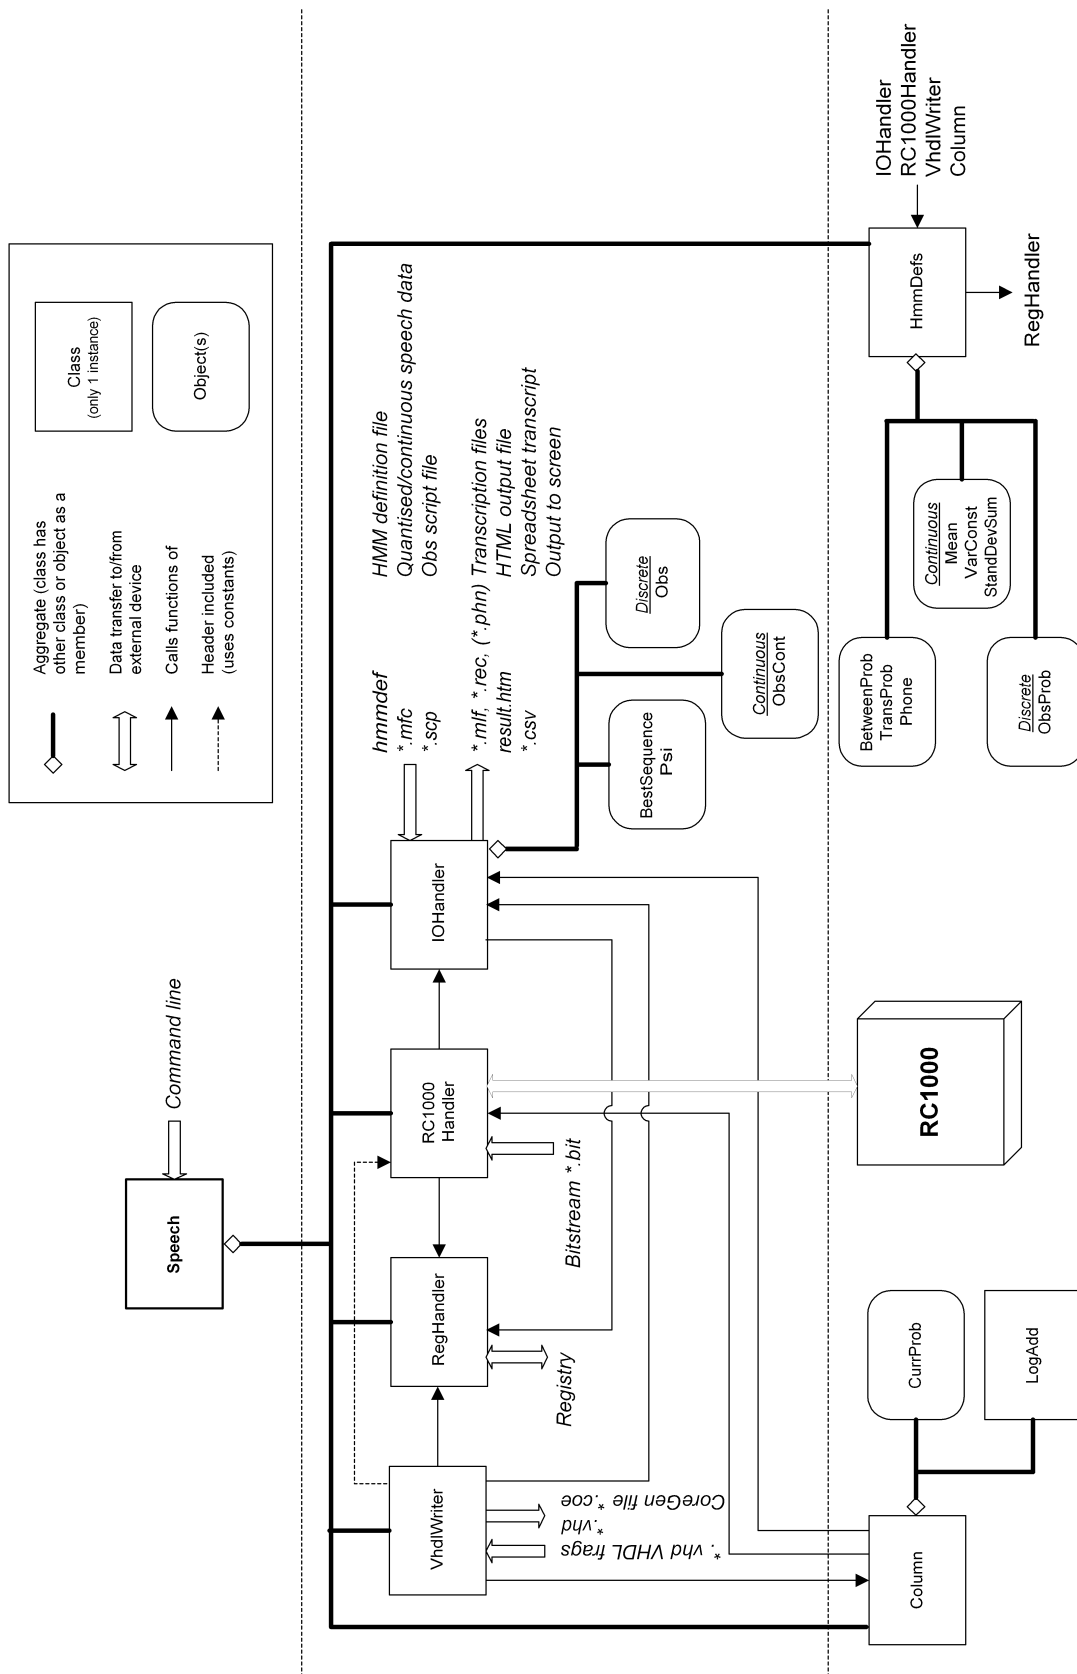 Speech
Command line
Aggregate (class has
other class or object as a
member)
Data transfer to/from
external device
Calls functions of
Header included
(uses constants)
Class
(only 1 instance)
Object(s)
VhdlWriter
RegHandler
RC1000
Handler
IOHandler
hmmdef
*.mfc
*.scp
HMM definition file
Quantised/continuous speech data
Obs script file
*.mlf, *.rec, (*.phn) Transcription files
result.htm
*.csv
HTML output file
Spreadsheet transcript
Output to screen
*.vhd VHDL frags
*.vhd
CoreGen file *.coe
Registry
Bitstream *.bit
BestSequence
Psi
Continuous
ObsCont
Discrete
Obs
Column
CurrProb
LogAdd
RC1000
BetweenProb
TransProb
Phone
Discrete
ObsProb
Continuous
Mean
VarConst
StandDevSum
HmmDefs
RegHandler
IOHandler
RC1000Handler
VhdlWriter
Column